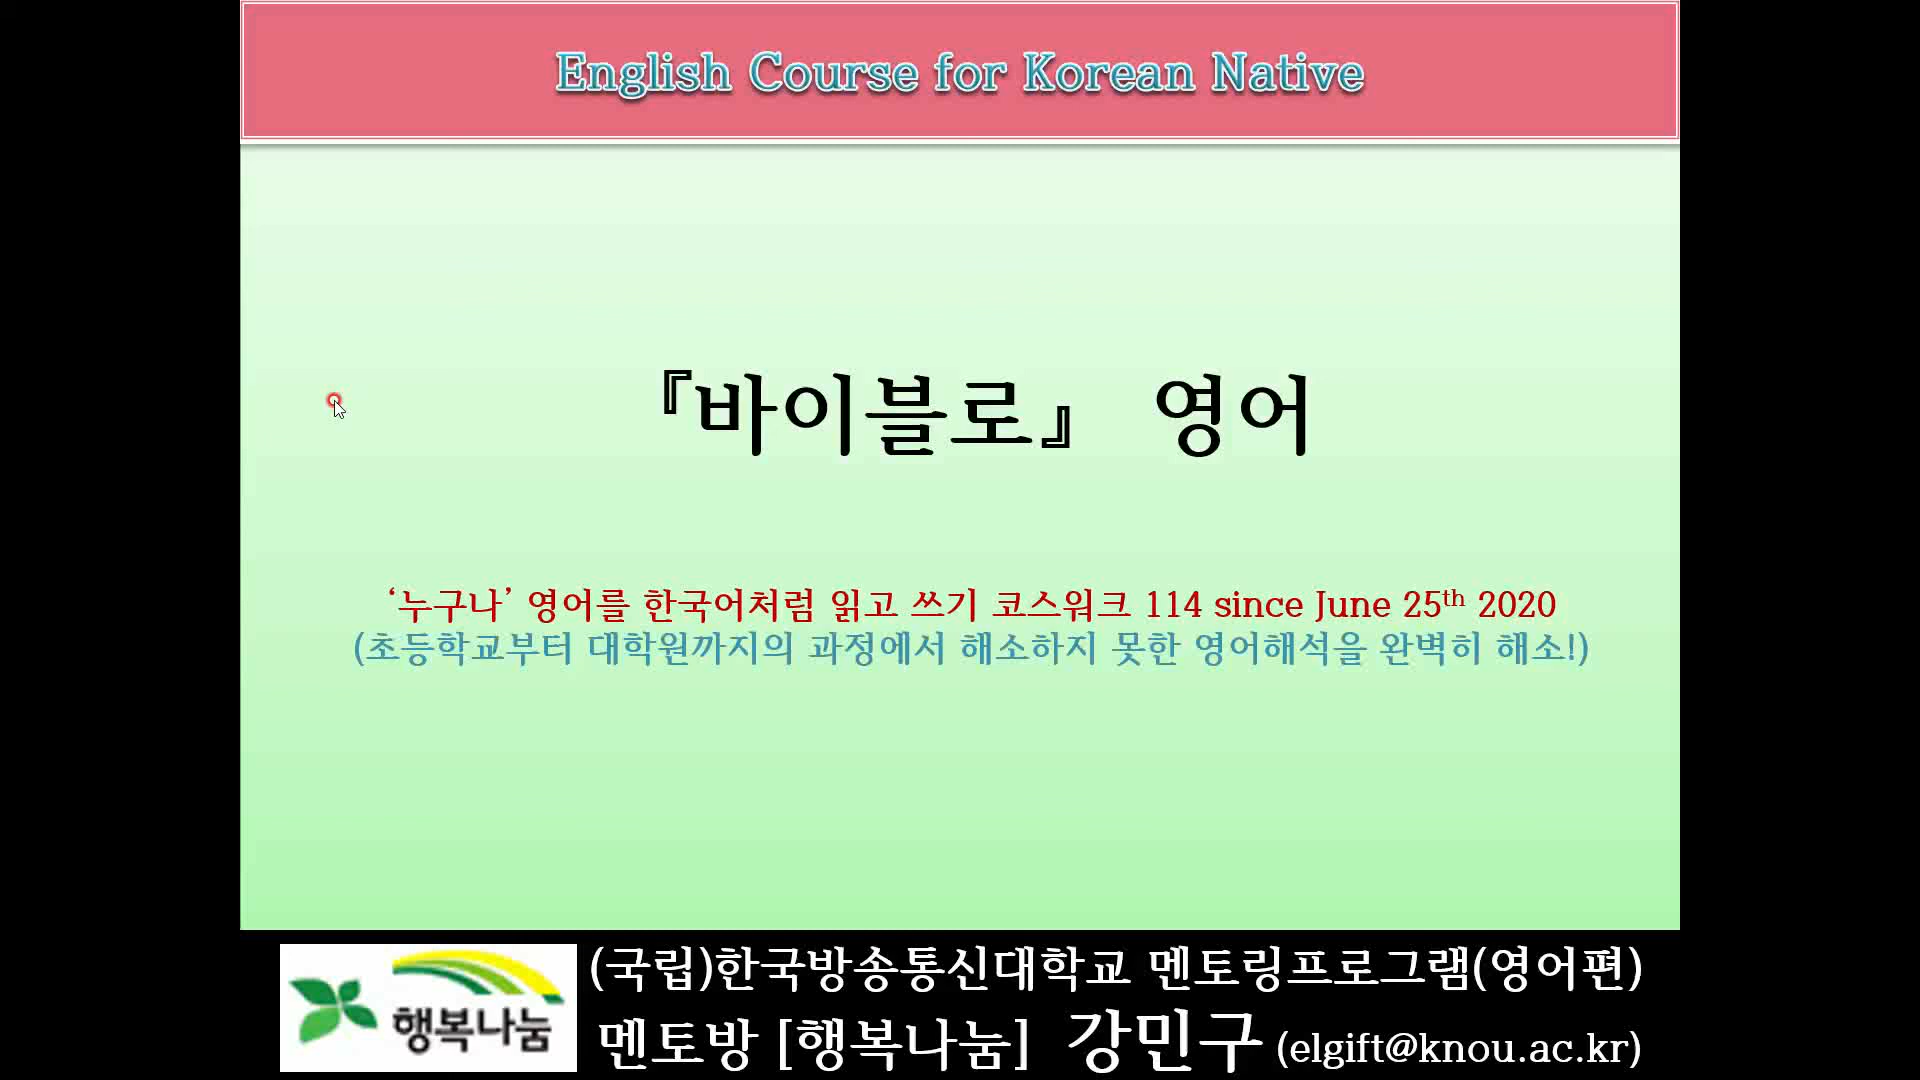 English Course for Korean Native
『바이블로』 영어
‘누구나’ 영어를 한국어처럼 읽고 쓰기 코스워크 114 since June 25th 2020
(초등학교부터 대학원까지의 과정에서 해소하지 못한 영어해석을 완벽히 해소!)
행복나눔
(국립)한국방송통신대학교 멘토링프로그램(영어편)
멘토방 [행복나눔] 강민구 (elgift@knou.ac.kr)